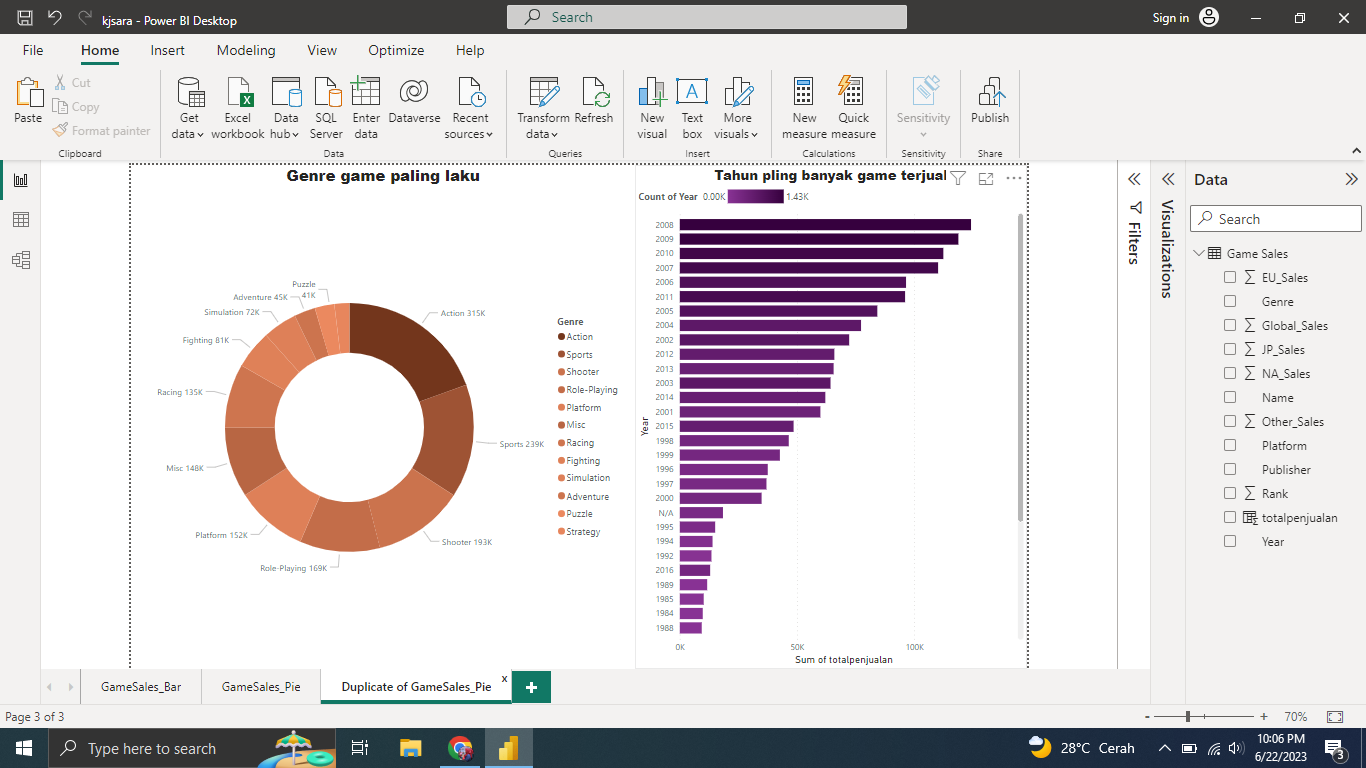 kjsara - Power BI Desktop
Search
Sign in
File Home Insert Modeling View Optimize Help
Paste
Cut
Copy
Format painter
Clipboard
Get data
Excel workbook
Data hub
SQL Server
Enter data
Dataverse
Recent sources
Data
Transform data
Refresh
Queries
New visual
Text box
More visuals
Insert
New measure
Quick measure
Calculations
Sensitivity
Sensitivity
Publish
Share
Genre game paling laku
Puzzle
41K
Adventure 45K
Simulation 72K
Fighting 81K
Racing 135K
Misc 148K
Platform 152K
Role-Playing 169K
Shooter 193K
Sports 239K
Action 315K
Genre
Action
Sports
Shooter
Role-Playing
Platform
Misc
Racing
Fighting
Simulation
Adventure
Puzzle
Strategy
Tahun pling banyak game terjual
Count of Year 0.00K 1.43K
Year
2008
2009
2010
2007
2006
2011
2005
2004
2002
2012
2013
2003
2014
2001
2015
1998
1999
1996
1997
2000
N/A
1995
1994
1992
2016
1989
1985
1984
1988
0K 50K 100K
Sum of totalpenjualan
Filters
Visualizations
Data
Search
Game Sales
EU_Sales
Genre
Global_Sales
JP_Sales
NA_Sales
Name
Other_Sales
Platform
Publisher
Rank
totalpenjualan
Year
GameSales_Bar
GameSales_Pie
Duplicate of GameSales_Pie
x
+
Page 3 of 3
- + 70%
Type here to search
28°C Cerah
10:06 PM
6/22/2023
3